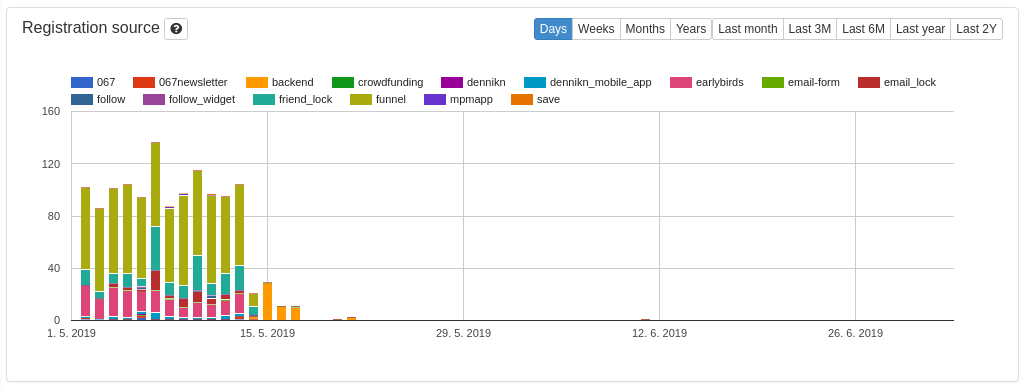 Registration source ?
Days Weeks Months Years Last month Last 3M Last 6M Last year Last 2Y
067 067newsletter backend crowdfunding dennikn dennikn_mobile_app earlybirds email-form email_lock
follow follow_widget friend_lock funnel mpmapp save
160
120
80
40
0
1. 5. 2019 15. 5. 2019 29. 5. 2019 12. 6. 2019 26. 6. 2019